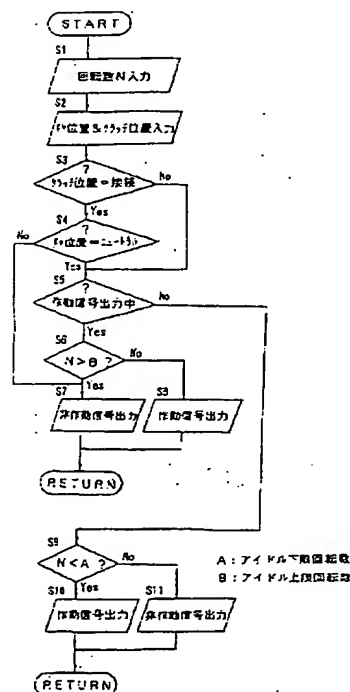 START
S1
回転数N入力
S2
ギヤ位置&クラッチ位置入力
S3
?
クラッチ位置=接続
No
Yes
S4
?
ギヤ位置=ニュートラル
No
Yes
S5
?
作動信号出力中
No
Yes
S6
N>B ?
No
Yes
S7
非作動信号出力
S8
作動信号出力
RETURN
S9
N<A ?
No
Yes
S10
作動信号出力
S11
非作動信号出力
RETURN
A:アイドル下限回転数
B:アイドル上限回転数